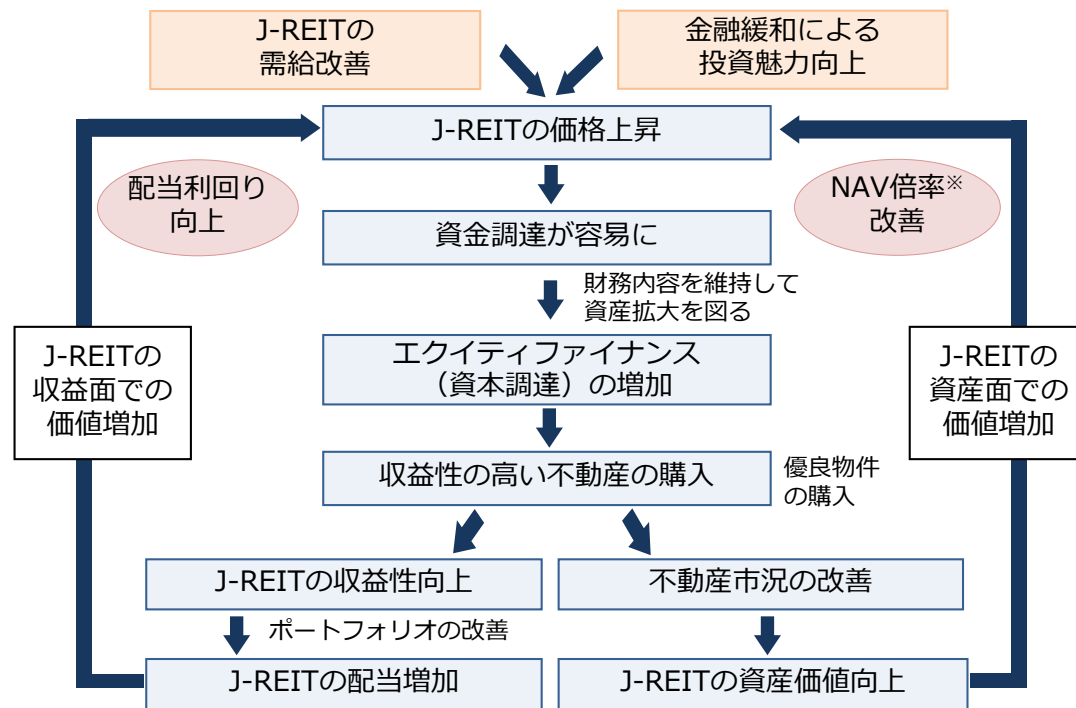 J-REITの
需給改善
金融緩和による
投資魅力向上
J-REITの価格上昇
配当利回り
向上
NAV倍率※
改善
資金調達が容易に
財務内容を維持して
資産拡大を図る
J-REITの
収益面での
価値増加
エクイティファイナンス
（資本調達）の増加
J-REITの
資産面での
価値増加
収益性の高い不動産の購入
優良物件
の購入
J-REITの収益性向上
不動産市況の改善
ポートフォリオの改善
J-REITの配当増加
J-REITの資産価値向上